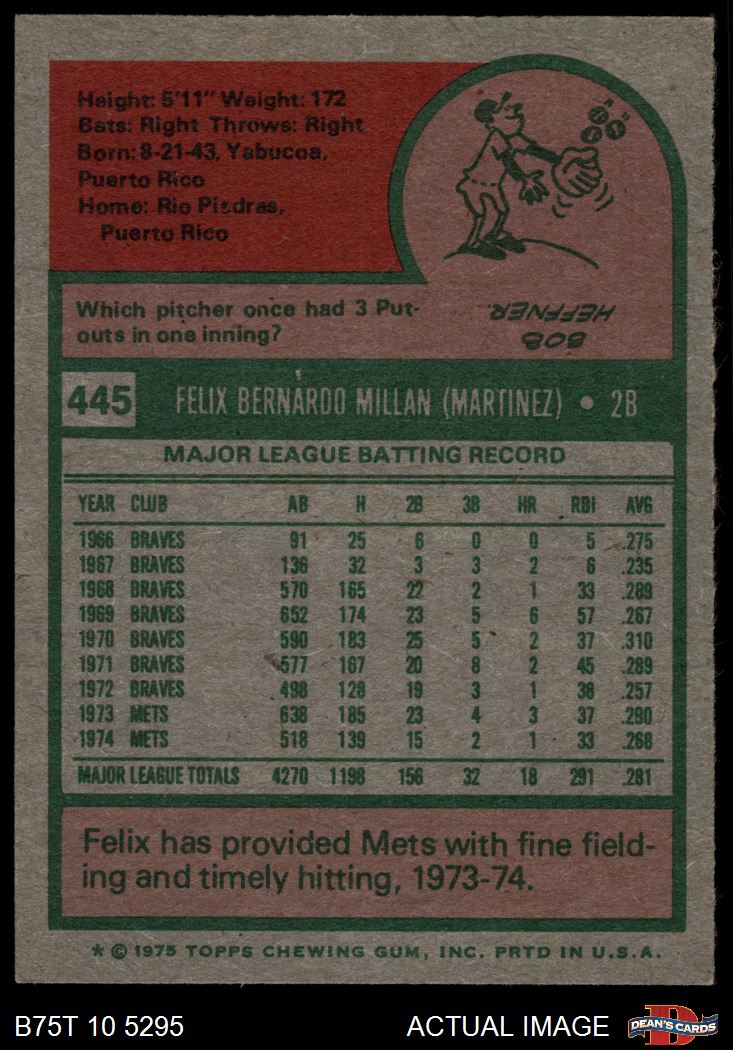 Height: 5'11" Weight: 172
Bats: Right Throws: Right
Born: 8-21-43, Yabucoa,
Puerto Rico
Home: Rio Piedras,
Puerto Rico
Which pitcher once had 3 Put-
outs in one inning?
BOB
HEFFNER...
445 FELIX BERNARDO MILLAN (MARTINEZ) • 2B
MAJOR LEAGUE BATTING RECORD
YEAR CLUB AB H 2B 3B HR RBI AVG
1966 BRAVES 91 25 6 0 0 5 .275
1967 BRAVES 136 32 3 3 2 6 .235
1968 BRAVES 570 165 22 2 1 33 .289
1969 BRAVES 652 174 23 5 6 57 .267
1970 BRAVES 590 183 25 5 2 37 .310
1971 BRAVES 577 167 20 8 2 45 .289
1972 BRAVES 498 128 19 3 1 38 .257
1973 METS 638 185 23 4 3 37 .290
1974 METS 518 139 15 2 1 33 .268
MAJOR LEAGUE TOTALS 4270 1198 156 32 18 291 .281
Felix has provided Mets with fine field-
ing and timely hitting, 1973-74.
* © 1975 TOPPS CHEWING GUM, INC. PRTD IN U.S.A.
B75T 10 5295 ACTUAL IMAGE DEAN'S CARDS